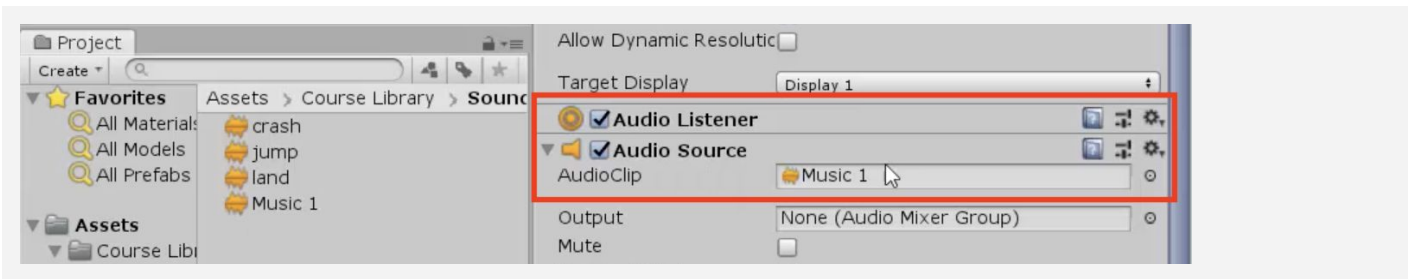 Project
Create
Favorites
All Materials
All Models
All Prefabs
Assets
Course Libr
Assets > Course Library > Sound
crash
jump
land
Music 1
Allow Dynamic Resolutic
Target Display Display 1
Audio Listener
Audio Source
AudioClip Music 1
Output None (Audio Mixer Group)
Mute